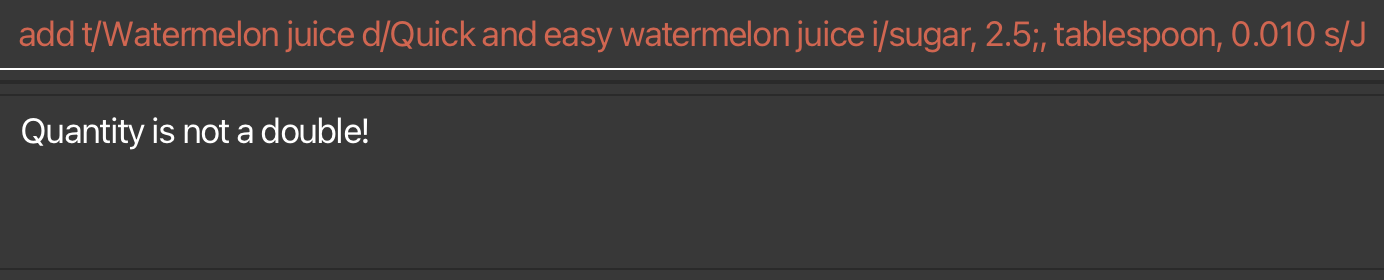 add t/Watermelon juice d/Quick and easy watermelon juice i/sugar, 2.5;, tablespoon, 0.010 s/J
Quantity is not a double!